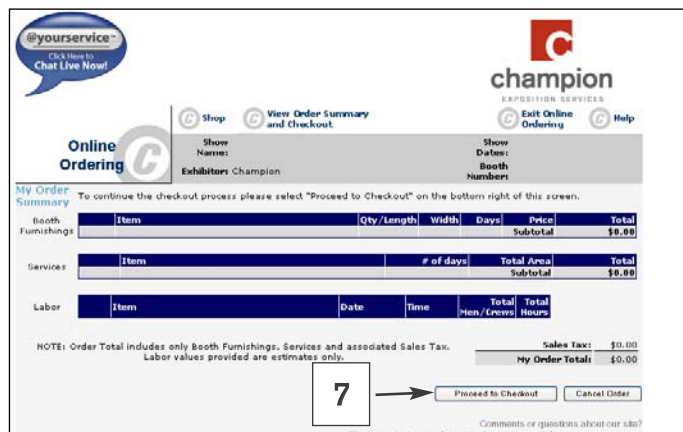 @yourservice™
Click Here to
Chat Live Now!
champion
EXPOSITION SERVICES
Shop
View Order Summary
and Checkout
Exit Online
Ordering
Help
Online
Ordering
Show
Name:
Show
Dates:
Exhibitor: Champion
Booth
Number:
My Order
Summary
To continue the checkout process please select "Proceed to Checkout" on the bottom right of this screen.
Booth
Furnishings
Item Qty/Length Width Days Price Total
Subtotal $0.00
Services
Item # of days Total Area Total
Subtotal $0.00
Labor
Item Date Time Total Men/Crews Total Hours
NOTE: Order Total includes only Booth Furnishings, Services and associated Sales Tax.
Labor values provided are estimates only.
Sales Tax: $0.00
My Order Total: $0.00
7
Proceed to Checkout
Cancel Order
Comments or questions about our site?